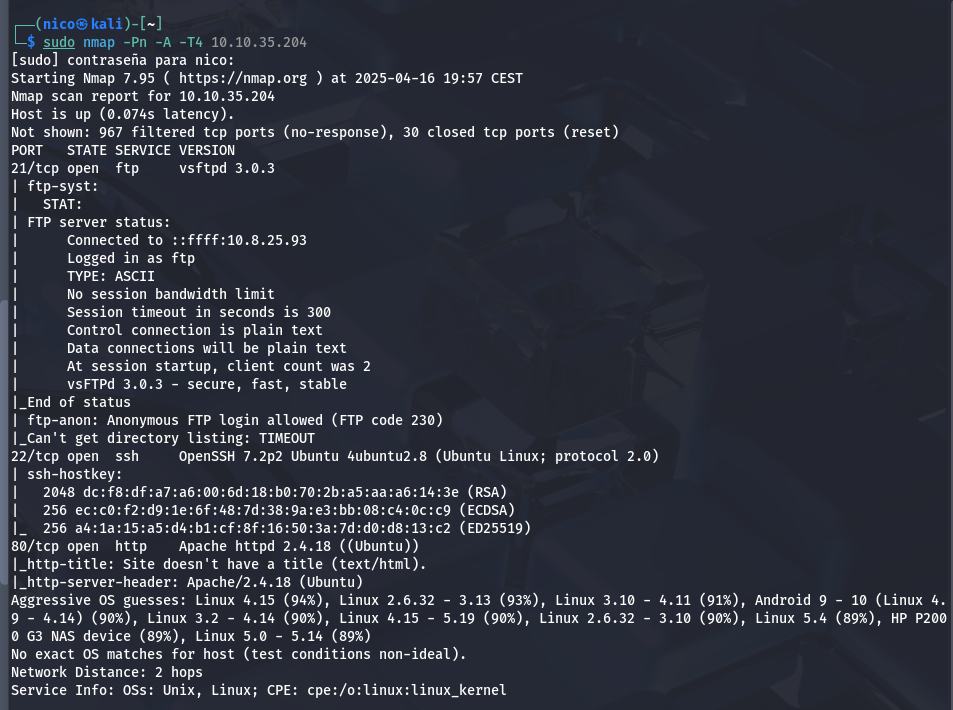 ┌──(nico㉿kali)-[~]
└─$ sudo nmap -Pn -A -T4 10.10.35.204
[sudo] contraseña para nico:
Starting Nmap 7.95 ( https://nmap.org ) at 2025-04-16 19:57 CEST
Nmap scan report for 10.10.35.204
Host is up (0.074s latency).
Not shown: 967 filtered tcp ports (no-response), 30 closed tcp ports (reset)
PORT   STATE SERVICE VERSION
21/tcp open  ftp     vsftpd 3.0.3
| ftp-syst:
|   STAT:
| FTP server status:
|      Connected to ::ffff:10.8.25.93
|      Logged in as ftp
|      TYPE: ASCII
|      No session bandwidth limit
|      Session timeout in seconds is 300
|      Control connection is plain text
|      Data connections will be plain text
|      At session startup, client count was 2
|      vsFTPd 3.0.3 - secure, fast, stable
|_End of status
| ftp-anon: Anonymous FTP login allowed (FTP code 230)
|_Can't get directory listing: TIMEOUT
22/tcp open  ssh     OpenSSH 7.2p2 Ubuntu 4ubuntu2.8 (Ubuntu Linux; protocol 2.0)
| ssh-hostkey:
|   2048 dc:f8:df:a7:a6:00:6d:18:b0:70:2b:a5:aa:a6:14:3e (RSA)
|   256 ec:c0:f2:d9:1e:6f:48:7d:38:9a:e3:bb:08:c4:0c:c9 (ECDSA)
|_  256 a4:1a:15:a5:d4:b1:cf:8f:16:50:3a:7d:d0:d8:13:c2 (ED25519)
80/tcp open  http    Apache httpd 2.4.18 ((Ubuntu))
|_http-title: Site doesn't have a title (text/html).
|_http-server-header: Apache/2.4.18 (Ubuntu)
Aggressive OS guesses: Linux 4.15 (94%), Linux 2.6.32 - 3.13 (93%), Linux 3.10 - 4.11 (91%), Android 9 - 10 (Linux 4.
9 - 4.14) (90%), Linux 3.2 - 4.14 (90%), Linux 4.15 - 5.19 (90%), Linux 2.6.32 - 3.10 (90%), Linux 5.4 (89%), HP P200
0 G3 NAS device (89%), Linux 5.0 - 5.14 (89%)
No exact OS matches for host (test conditions non-ideal).
Network Distance: 2 hops
Service Info: OSs: Unix, Linux; CPE: cpe:/o:linux:linux_kernel